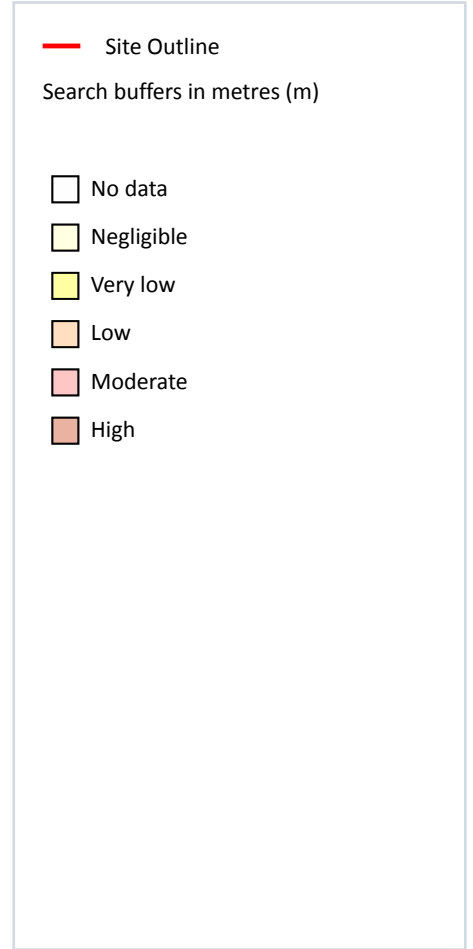 Site Outline
Search buffers in metres (m)
No data
Negligible
Very low
Low
Moderate
High